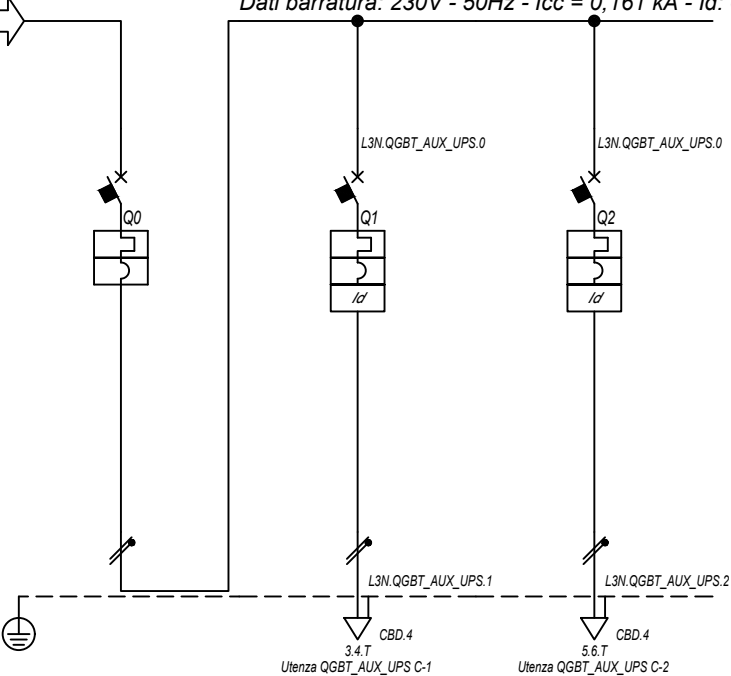 Dati barratura: 230V - 50Hz - Icc = 0,161 kA - Id:
L3N.QGBT_AUX_UPS.0
L3N.QGBT_AUX_UPS.0
Q0
Q1
Q2
Id
Id
L3N.QGBT_AUX_UPS.1
L3N.QGBT_AUX_UPS.2
CBD.4
CBD.4
3.4.T
5.6.T
Utenza QGBT_AUX_UPS C-1
Utenza QGBT_AUX_UPS C-2